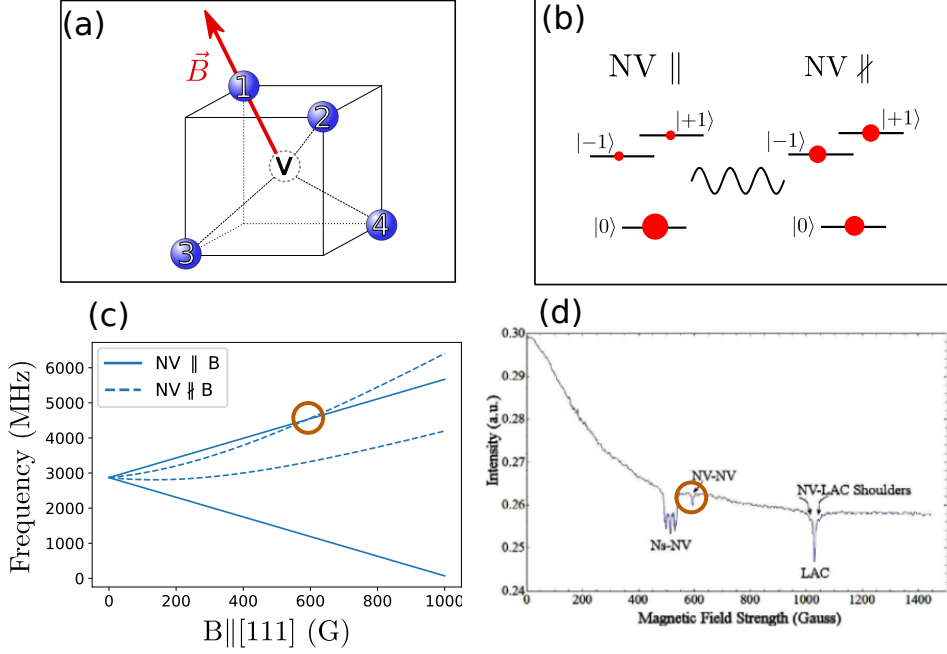 (a)
B⃗
1
2
V
3
4
(b)
NV ∥
NV ∦
|−1⟩
|+1⟩
|0⟩
|−1⟩
|+1⟩
|0⟩
(c)
NV ∥ B
NV ∦ B
Frequency (MHz)
6000
5000
4000
3000
2000
1000
0
0
200
400
600
800
1000
B∥[111] (G)
(d)
Intensity (a.u.)
0.30
0.29
0.28
0.27
0.26
0.25
0.24
NV-NV
NV-LAC Shoulders
Ns-NV
LAC
0
200
400
600
800
1000
1200
1400
Magnetic Field Strength (Gauss)